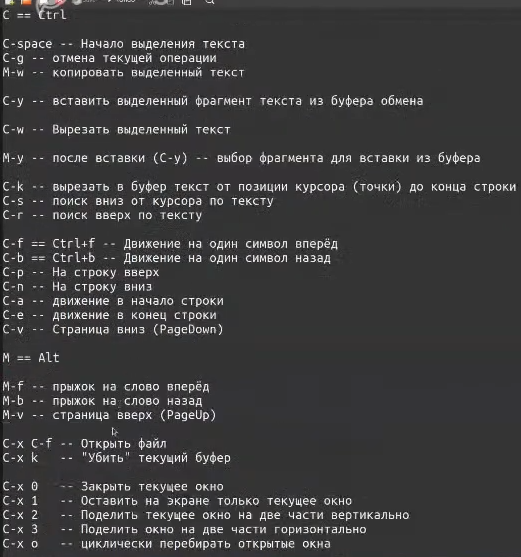 C == Ctrl
C-space -- Начало выделения текста
C-g -- отмена текущей операции
M-w -- копировать выделенный текст
C-y -- вставить выделенный фрагмент текста из буфера обмена
C-w -- Вырезать выделенный текст
M-y -- после вставки (C-y) -- выбор фрагмента для вставки из буфера
C-k -- вырезать в буфер текст от позиции курсора (точки) до конца строки
C-s -- поиск вниз от курсора по тексту
C-r -- поиск вверх по тексту
C-f == Ctrl+f -- Движение на один символ вперёд
C-b == Ctrl+b -- Движение на один символ назад
C-p -- На строку вверх
C-n -- На строку вниз
C-a -- движение в начало строки
C-e -- движение в конец строки
C-v -- Страница вниз (PageDown)
M == Alt
M-f -- прыжок на слово вперёд
M-b -- прыжок на слово назад
M-v -- страница вверх (PageUp)
C-x C-f -- Открыть файл
C-x k   -- "Убить" текущий буфер
C-x 0   -- Закрыть текущее окно
C-x 1   -- Оставить на экране только текущее окно
C-x 2   -- Поделить текущее окно на две части вертикально
C-x 3   -- Поделить окно на две части горизонтально
C-x o   -- циклически перебирать открытые окна